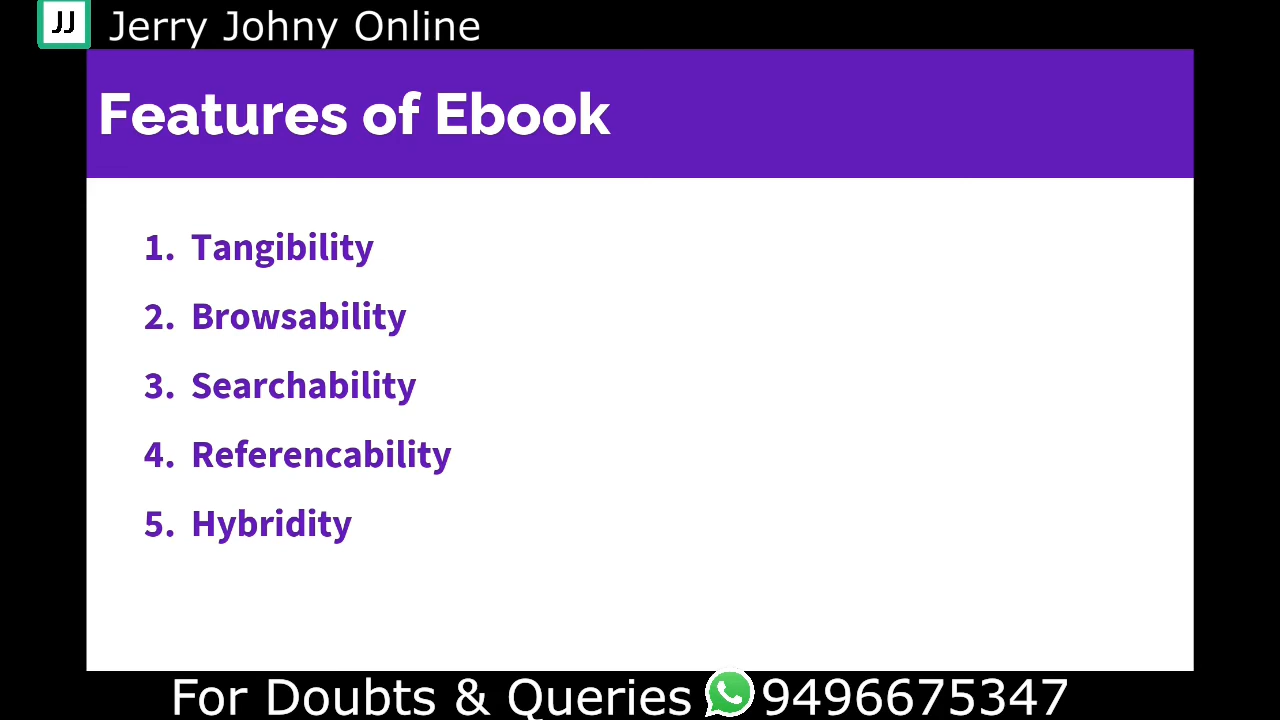 JJ Jerry Johny Online
Features of Ebook
1. Tangibility
2. Browsability
3. Searchability
4. Referencability
5. Hybridity
For Doubts & Queries 9496675347